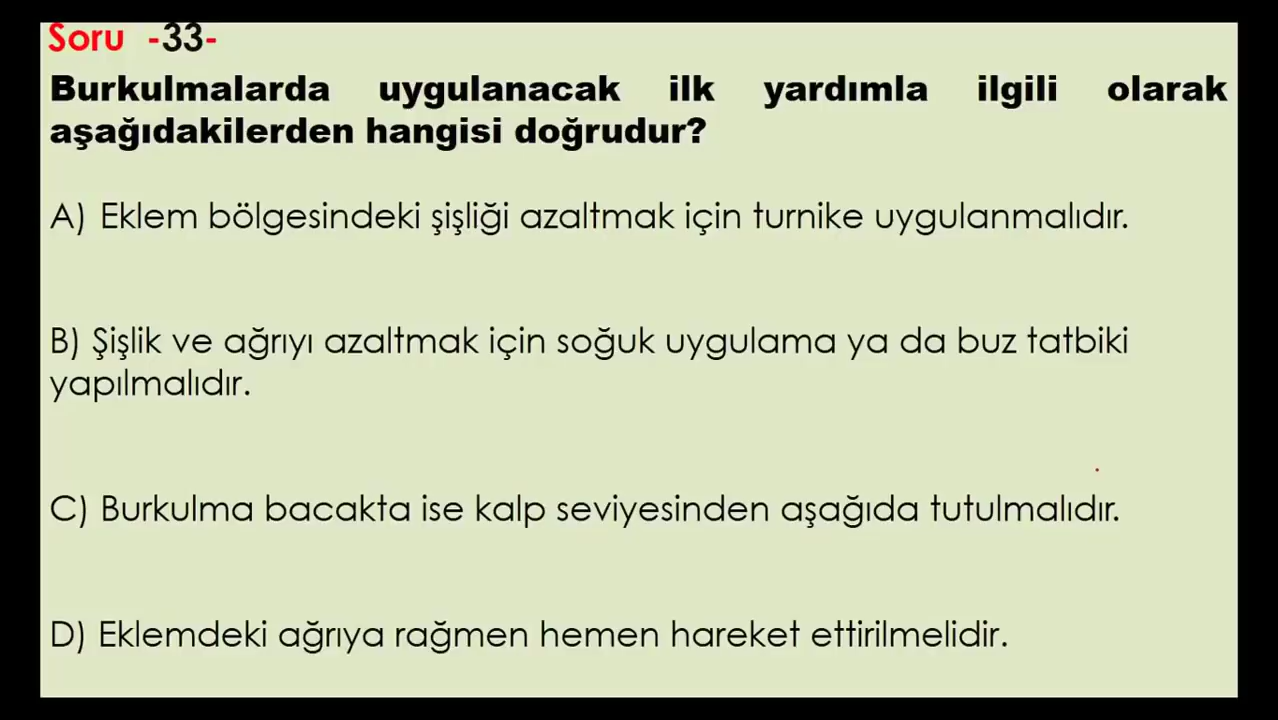 Soru -33-
Burkulmalarda uygulanacak ilk yardımla ilgili olarak
aşağıdakilerden hangisi doğrudur?
A) Eklem bölgesindeki şişliği azaltmak için turnike uygulanmalıdır.
B) Şişlik ve ağrıyı azaltmak için soğuk uygulama ya da buz tatbiki
yapılmalıdır.
C) Burkulma bacakta ise kalp seviyesinden aşağıda tutulmalıdır.
D) Eklemdeki ağrıya rağmen hemen hareket ettirilmelidir.